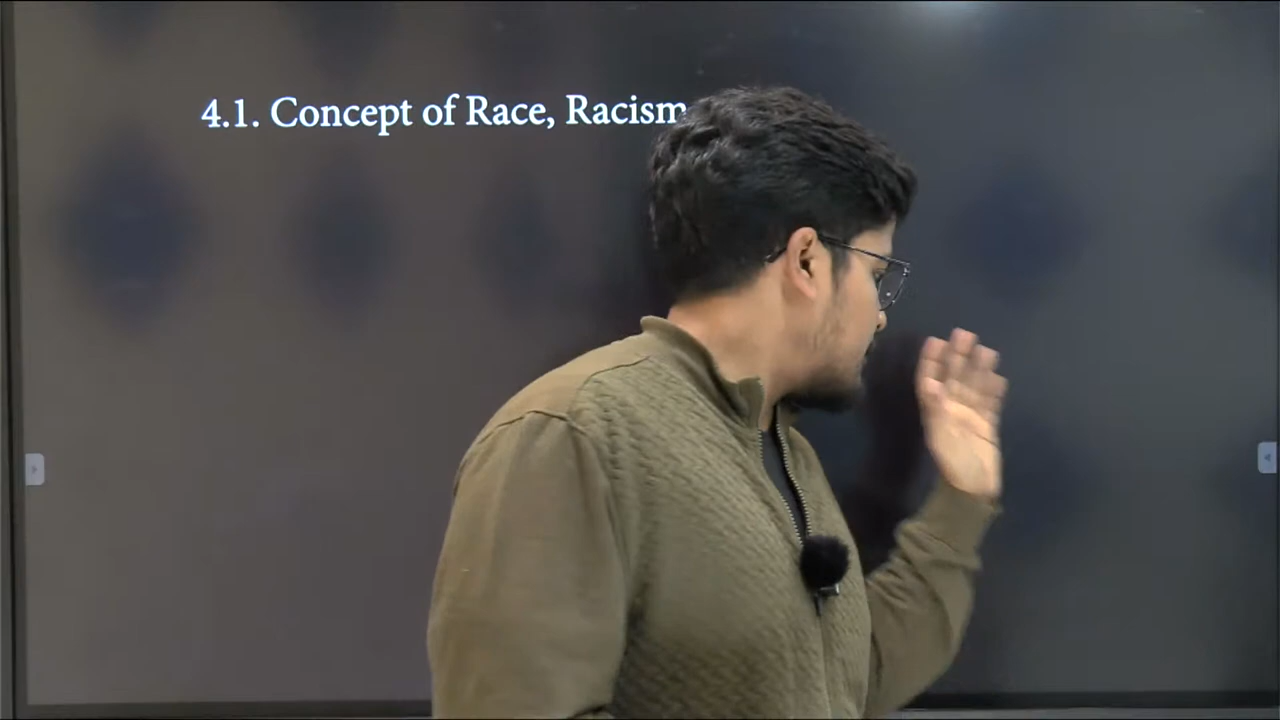 4.1. Concept of Race, Racism